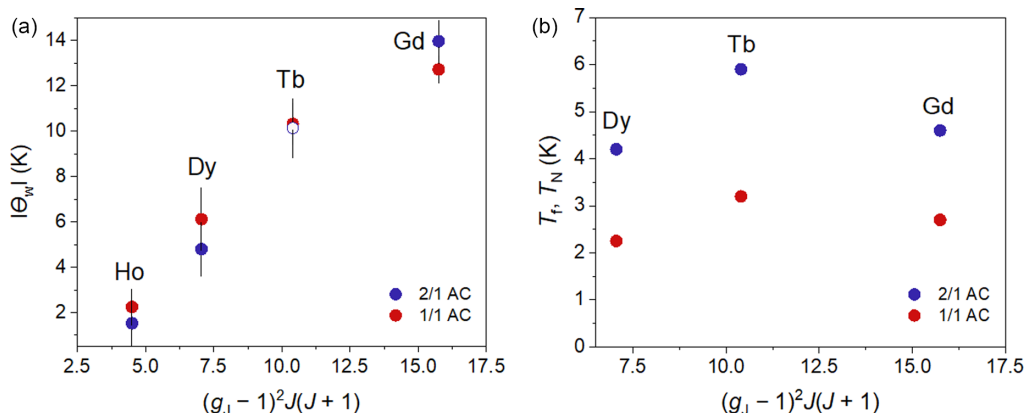 (a)
14
12
10
8
6
4
2
|Θw| (K)
Gd
Tb
Dy
Ho
2/1 AC
1/1 AC
2.5 5.0 7.5 10.0 12.5 15.0 17.5
(gJ – 1)²J(J + 1)
(b)
7
6
5
4
3
2
1
0
Tf, TN (K)
Tb
Dy
Gd
2/1 AC
1/1 AC
7.5 10.0 12.5 15.0 17.5
(gJ – 1)²J(J + 1)